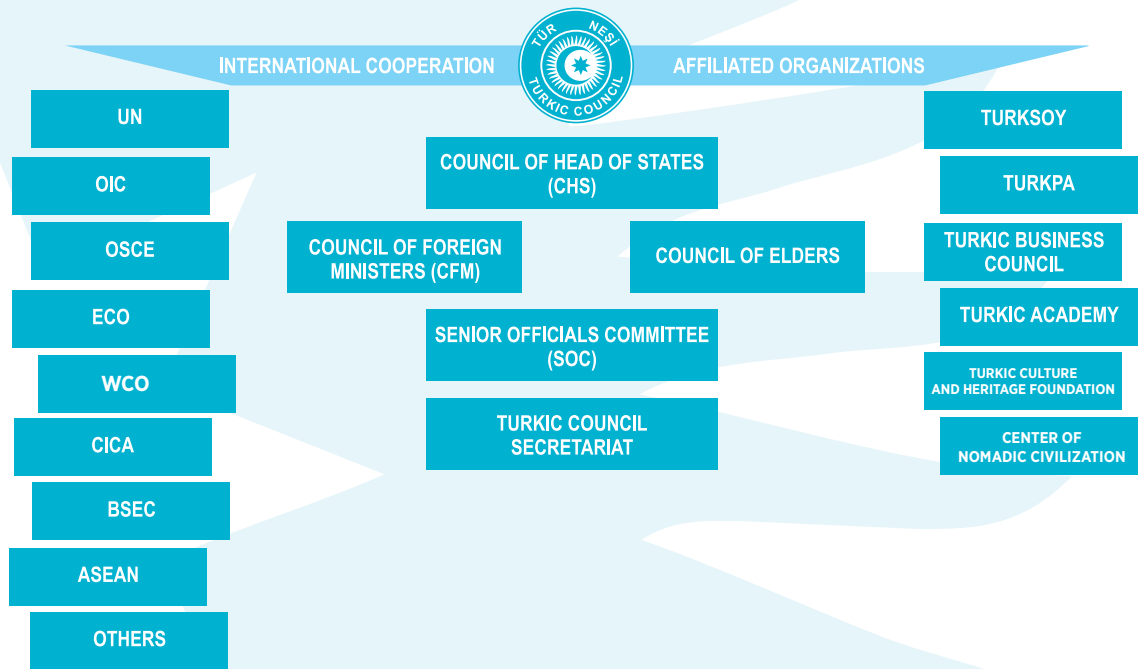 TÜR NEŞİ
TURKIC COUNCIL
INTERNATIONAL COOPERATION
AFFILIATED ORGANIZATIONS
UN
OIC
OSCE
ECO
WCO
CICA
BSEC
ASEAN
OTHERS
COUNCIL OF HEAD OF STATES
(CHS)
COUNCIL OF FOREIGN
MINISTERS (CFM)
COUNCIL OF ELDERS
SENIOR OFFICIALS COMMITTEE
(SOC)
TURKIC COUNCIL
SECRETARIAT
TURKSOY
TURKPA
TURKIC BUSINESS
COUNCIL
TURKIC ACADEMY
TURKIC CULTURE
AND HERITAGE FOUNDATION
CENTER OF
NOMADIC CIVILIZATION